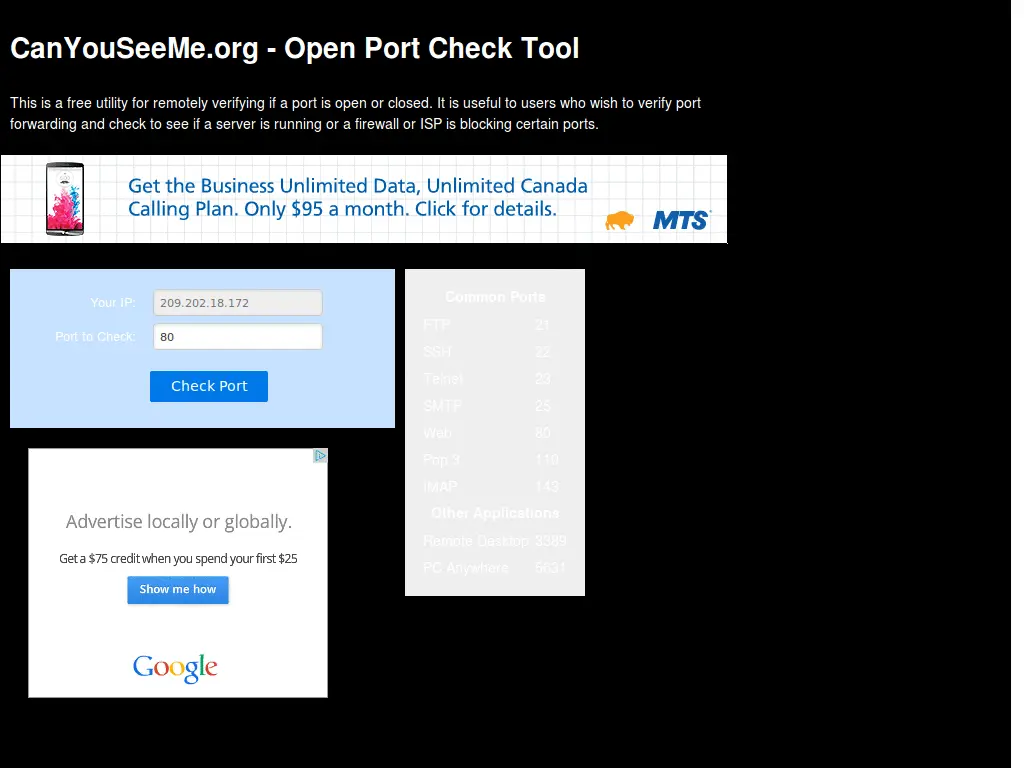 CanYouSeeMe.org - Open Port Check Tool
This is a free utility for remotely verifying if a port is open or closed. It is useful to users who wish to verify port
forwarding and check to see if a server is running or a firewall or ISP is blocking certain ports.
Get the Business Unlimited Data, Unlimited Canada
Calling Plan. Only $95 a month. Click for details.
MTS
Your IP: 209.202.18.172
Port to Check: 80
Check Port
Common Ports
FTP 21
SSH 22
Telnet 23
SMTP 25
Web 80
Pop 3 110
IMAP 143
Other Applications
Remote Desktop 3389
PC Anywhere 5631
Advertise locally or globally.
Get a $75 credit when you spend your first $25
Show me how
Google